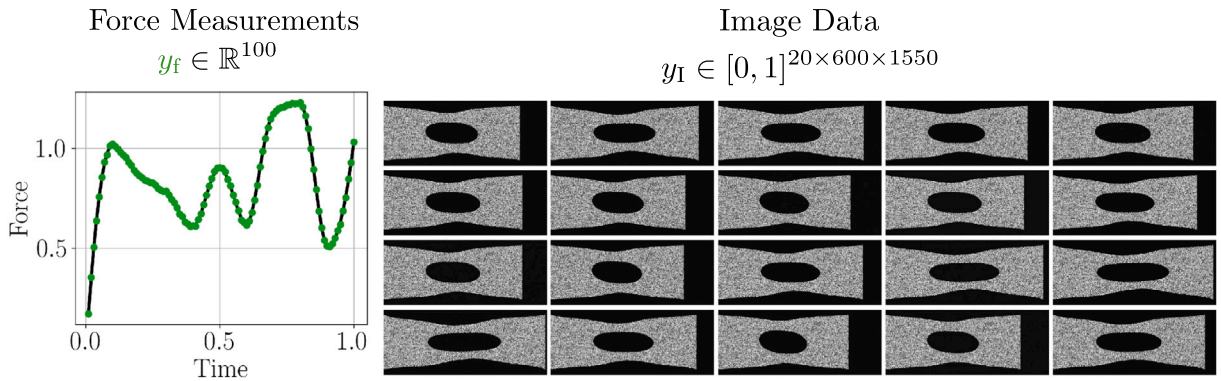 Force Measurements
y_f ∈ ℝ^100
Image Data
y_I ∈ [0, 1]^{20×600×1550}
Force
1.0
0.5
0.0 0.5 1.0
Time